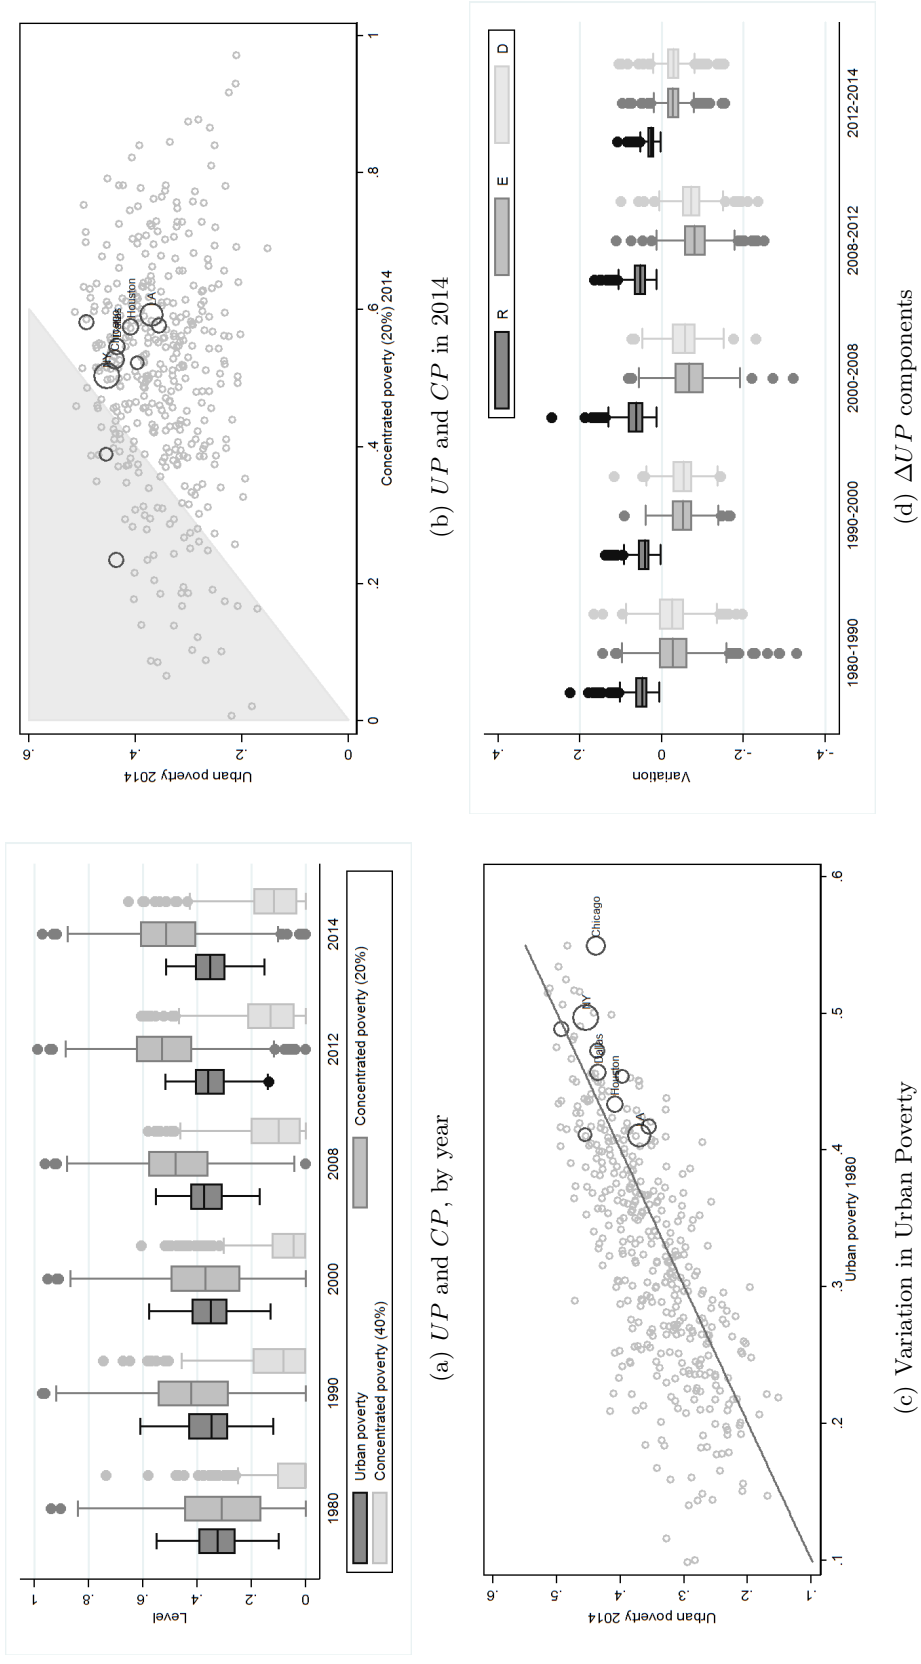 1
.8
.6
.4
.2
0
Level
1980
1990
2000
2008
2012
2014
Urban poverty
Concentrated poverty (20%)
Concentrated poverty (40%)
(a) UP and CP, by year
.6
.4
.2
0
Urban poverty 2014
NY
Dallas
Houston
LA
0
.2
.4
.6
.8
1
Concentrated poverty (20%) 2014
(b) UP and CP in 2014
.6
.5
.4
.3
.2
.1
Urban poverty 2014
Chicago
NY
Dallas
Houston
LA
.1
.2
.3
.4
.5
.6
Urban poverty 1980
(c) Variation in Urban Poverty
R
E
D
.4
.2
0
-.2
-.4
Variation
1980-1990
1990-2000
2000-2008
2008-2012
2012-2014
(d) ΔUP components